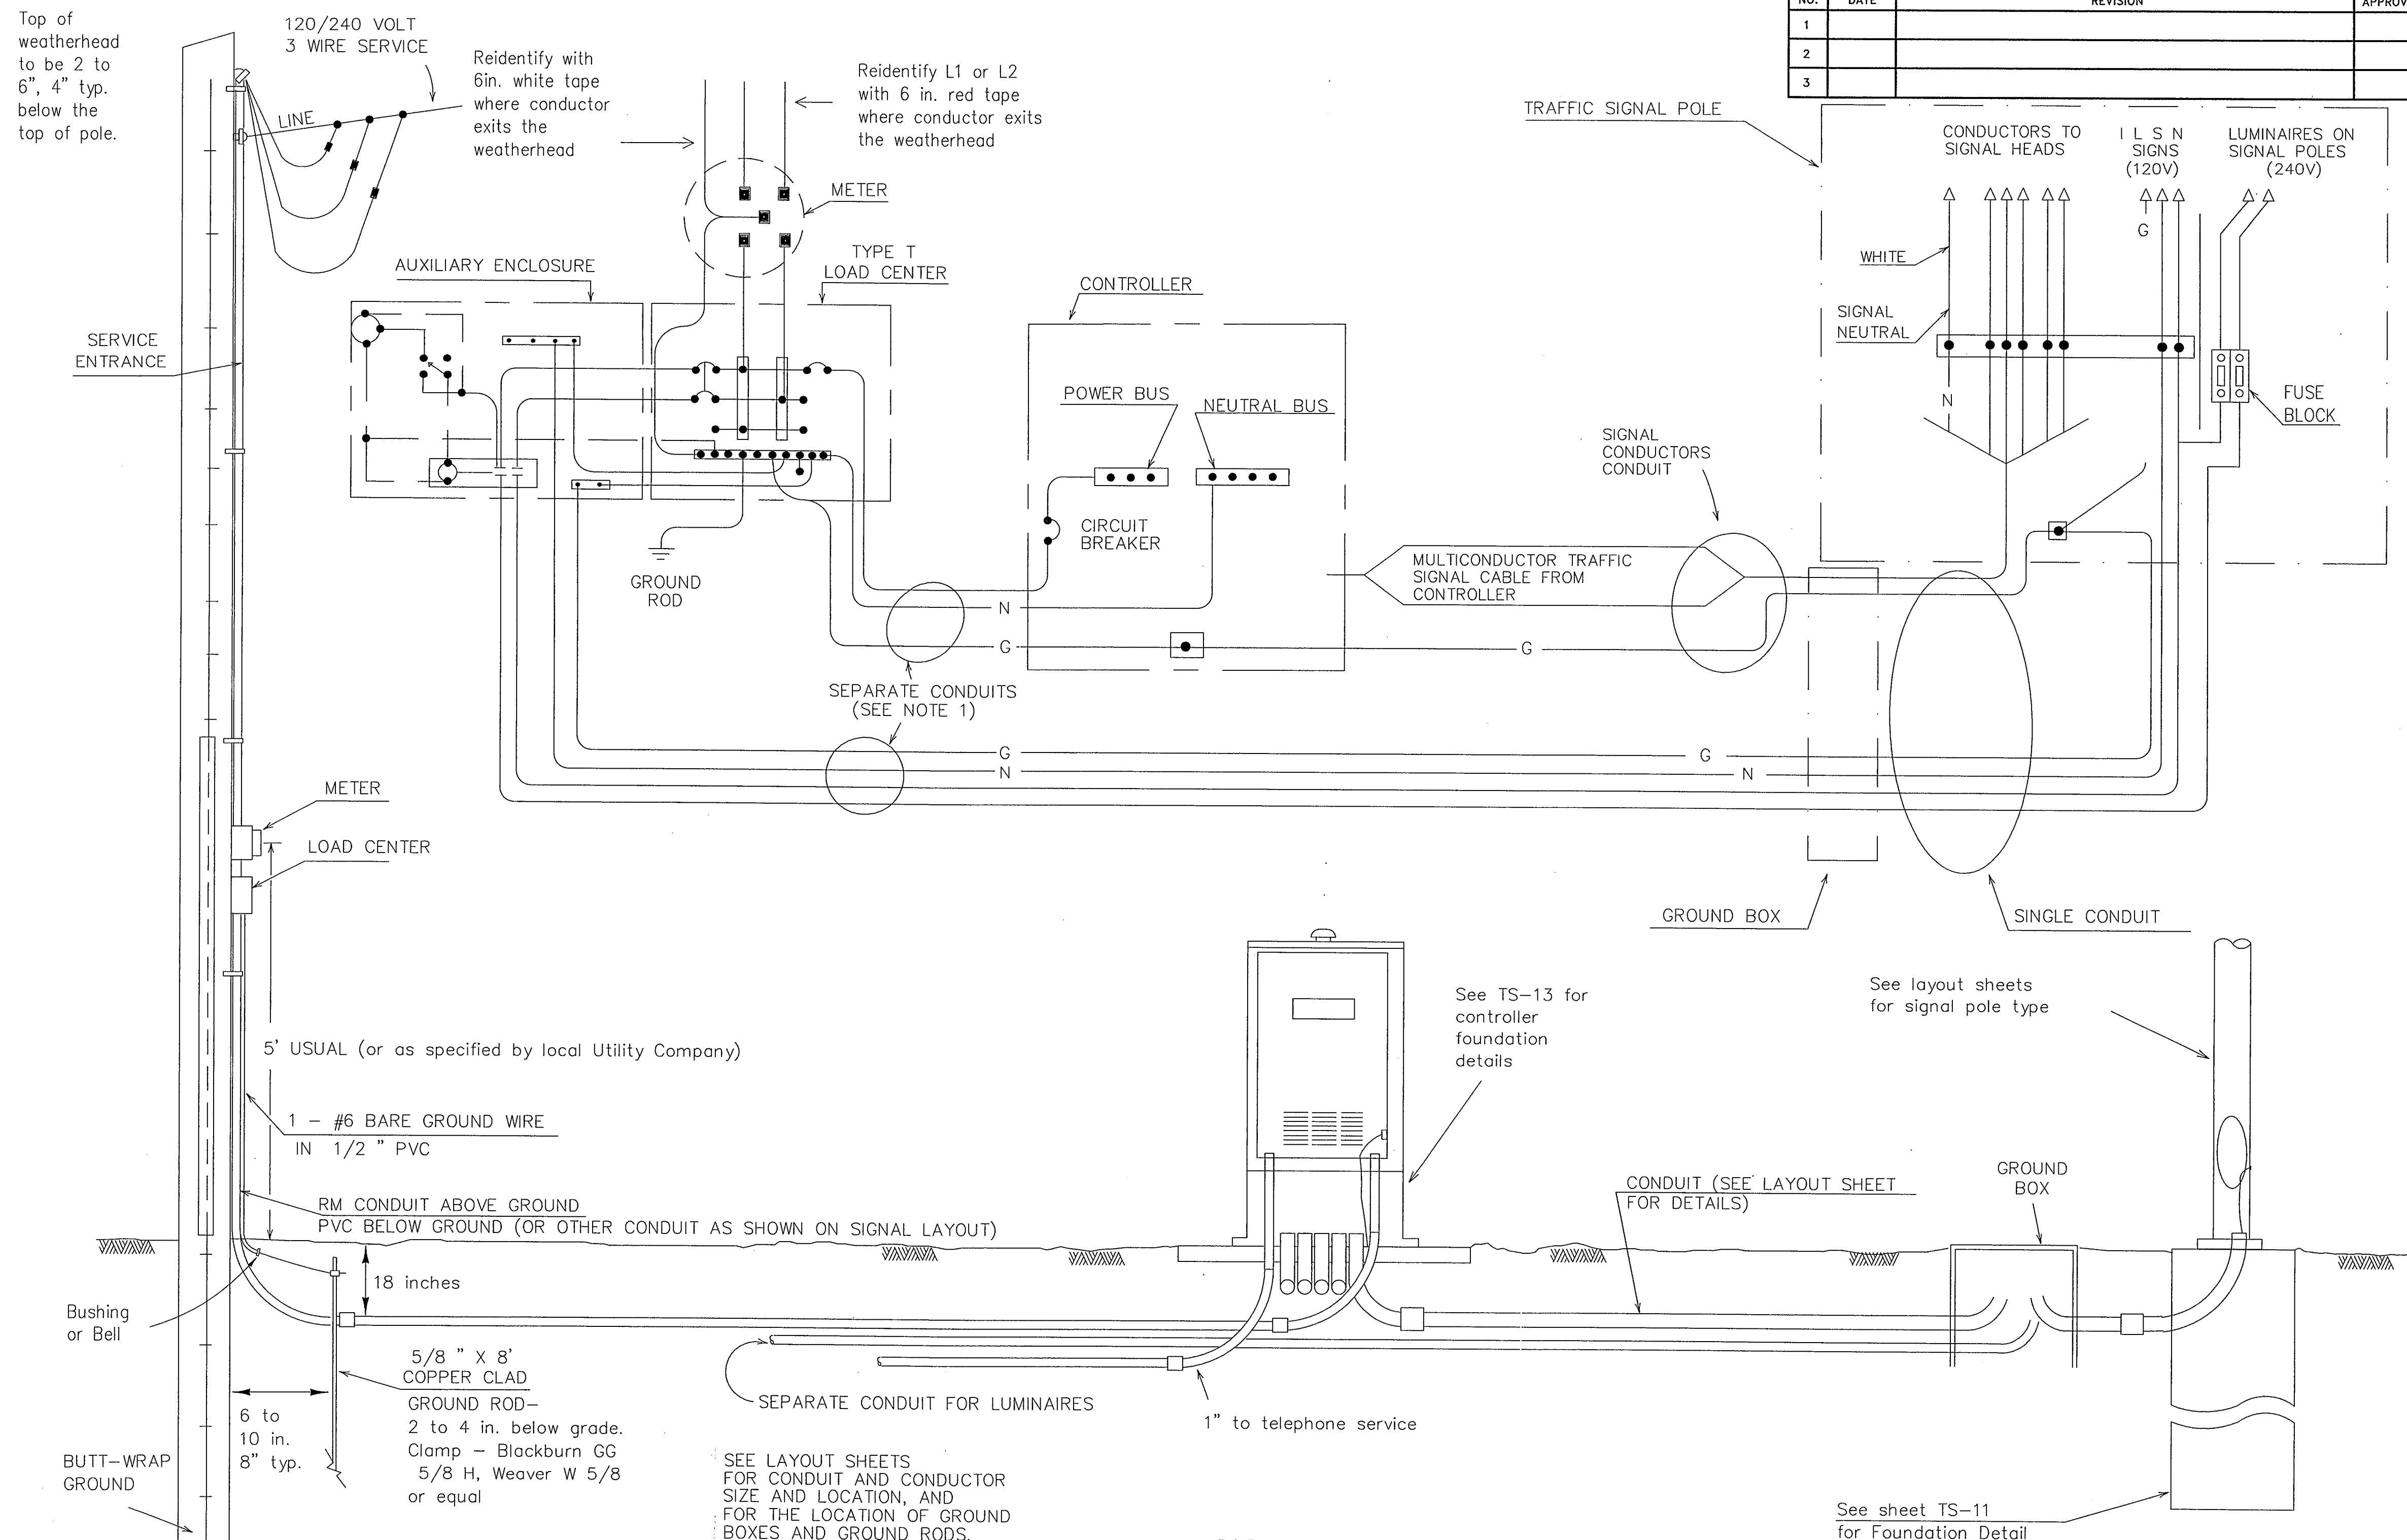 NO.
DATE
REVISION
1
2
3
Top of
weatherhead
to be 2 to
6", 4" typ.
below the
top of pole.
120/240 VOLT
3 WIRE SERVICE
LINE
Reidentify with
6in. white tape
where conductor
exits the
weatherhead
Reidentify L1 or L2
with 6 in. red tape
where conductor exits
the weatherhead
METER
TYPE T
LOAD CENTER
AUXILIARY ENCLOSURE
SERVICE
ENTRANCE
GROUND
ROD
CONTROLLER
POWER BUS
NEUTRAL BUS
CIRCUIT
BREAKER
N
G
G
SEPARATE CONDUITS
(SEE NOTE 1)
G
N
G
N
TRAFFIC SIGNAL POLE
CONDUCTORS TO
SIGNAL HEADS
I L S N
SIGNS
(120V)
LUMINAIRES ON
SIGNAL POLES
(240V)
G
WHITE
SIGNAL
NEUTRAL
N
FUSE
BLOCK
SIGNAL
CONDUCTORS
CONDUIT
MULTICONDUCTOR TRAFFIC
SIGNAL CABLE FROM
CONTROLLER
GROUND BOX
SINGLE CONDUIT
METER
LOAD CENTER
5' USUAL (or as specified by local Utility Company)
1 - #6 BARE GROUND WIRE
IN 1/2 " PVC
RM CONDUIT ABOVE GROUND
PVC BELOW GROUND (OR OTHER CONDUIT AS SHOWN ON SIGNAL LAYOUT)
18 inches
Bushing
or Bell
6 to
10 in.
8" typ.
BUTT-WRAP
GROUND
5/8 " X 8'
COPPER CLAD
GROUND ROD-
2 to 4 in. below grade.
Clamp - Blackburn GG
5/8 H, Weaver W 5/8
or equal
SEPARATE CONDUIT FOR LUMINAIRES
1" to telephone service
SEE LAYOUT SHEETS
FOR CONDUIT AND CONDUCTOR
SIZE AND LOCATION, AND
FOR THE LOCATION OF GROUND
BOXES AND GROUND RODS.
See TS-13 for
controller
foundation
details
CONDUIT (SEE LAYOUT SHEET
FOR DETAILS)
GROUND
BOX
See layout sheets
for signal pole type
See sheet TS-11
for Foundation Detail